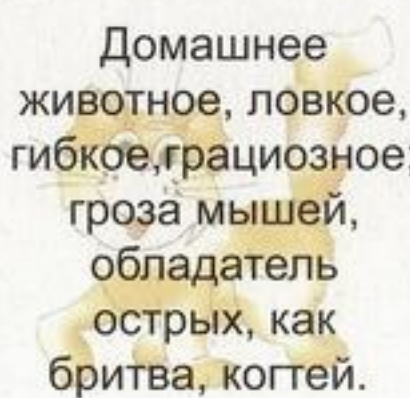 Домашнее
животное, ловкое,
гибкое,грациозное;
гроза мышей,
обладатель
острых, как
бритва, когтей.